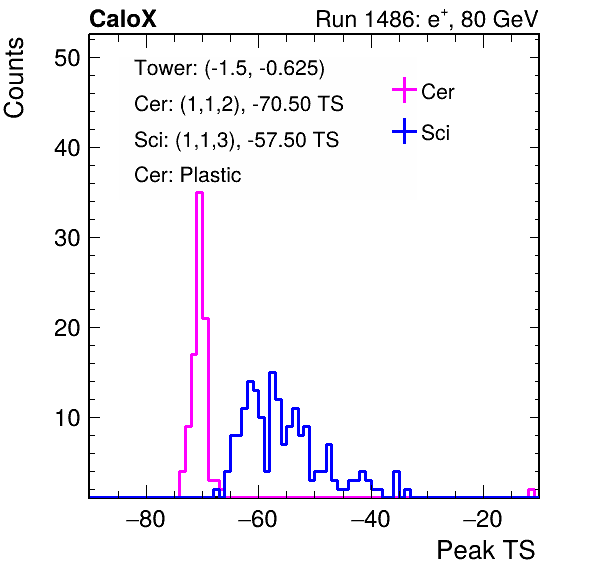 CaloX Run 1486: e⁺, 80 GeV
Counts
50
40
30
20
10
Tower: (-1.5, -0.625)
Cer: (1,1,2), -70.50 TS
Sci: (1,1,3), -57.50 TS
Cer: Plastic
Cer
Sci
−80 −60 −40 −20
Peak TS